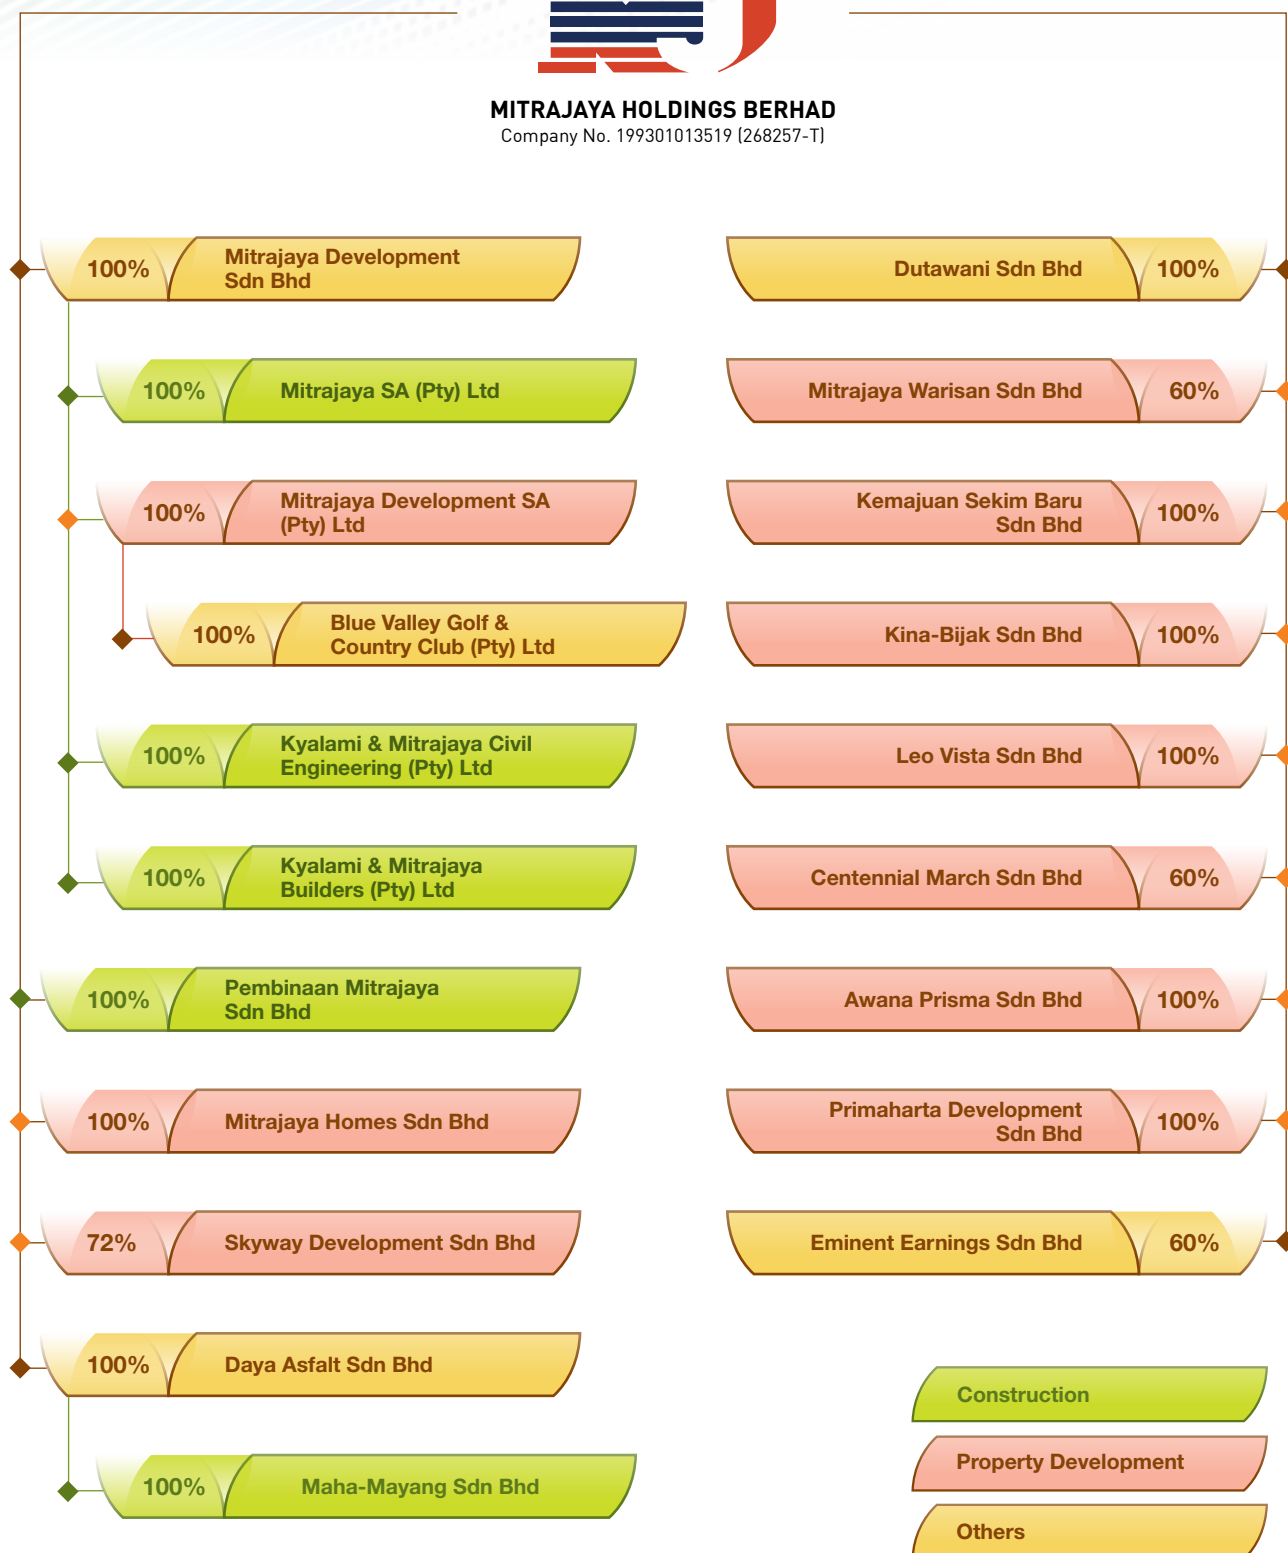 MITRAJAYA HOLDINGS BERHAD
Company No. 199301013519 (268257-T)
100%
Mitrajaya Development
Sdn Bhd
100%
Mitrajaya SA (Pty) Ltd
100%
Mitrajaya Development SA
(Pty) Ltd
100%
Blue Valley Golf &
Country Club (Pty) Ltd
100%
Kyalami & Mitrajaya Civil
Engineering (Pty) Ltd
100%
Kyalami & Mitrajaya
Builders (Pty) Ltd
100%
Pembinaan Mitrajaya
Sdn Bhd
100%
Mitrajaya Homes Sdn Bhd
72%
Skyway Development Sdn Bhd
100%
Daya Asfalt Sdn Bhd
100%
Maha-Mayang Sdn Bhd
Dutawani Sdn Bhd
100%
Mitrajaya Warisan Sdn Bhd
60%
Kemajuan Sekim Baru
Sdn Bhd
100%
Kina-Bijak Sdn Bhd
100%
Leo Vista Sdn Bhd
100%
Centennial March Sdn Bhd
60%
Awana Prisma Sdn Bhd
100%
Primaharta Development
Sdn Bhd
100%
Eminent Earnings Sdn Bhd
60%
Construction
Property Development
Others